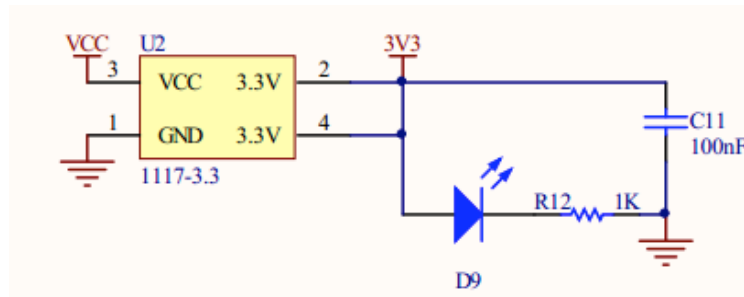 VCC U2 3V3
3 VCC 3.3V 2
1 GND 3.3V 4
C11
100nF
1117-3.3
R12 1K
D9